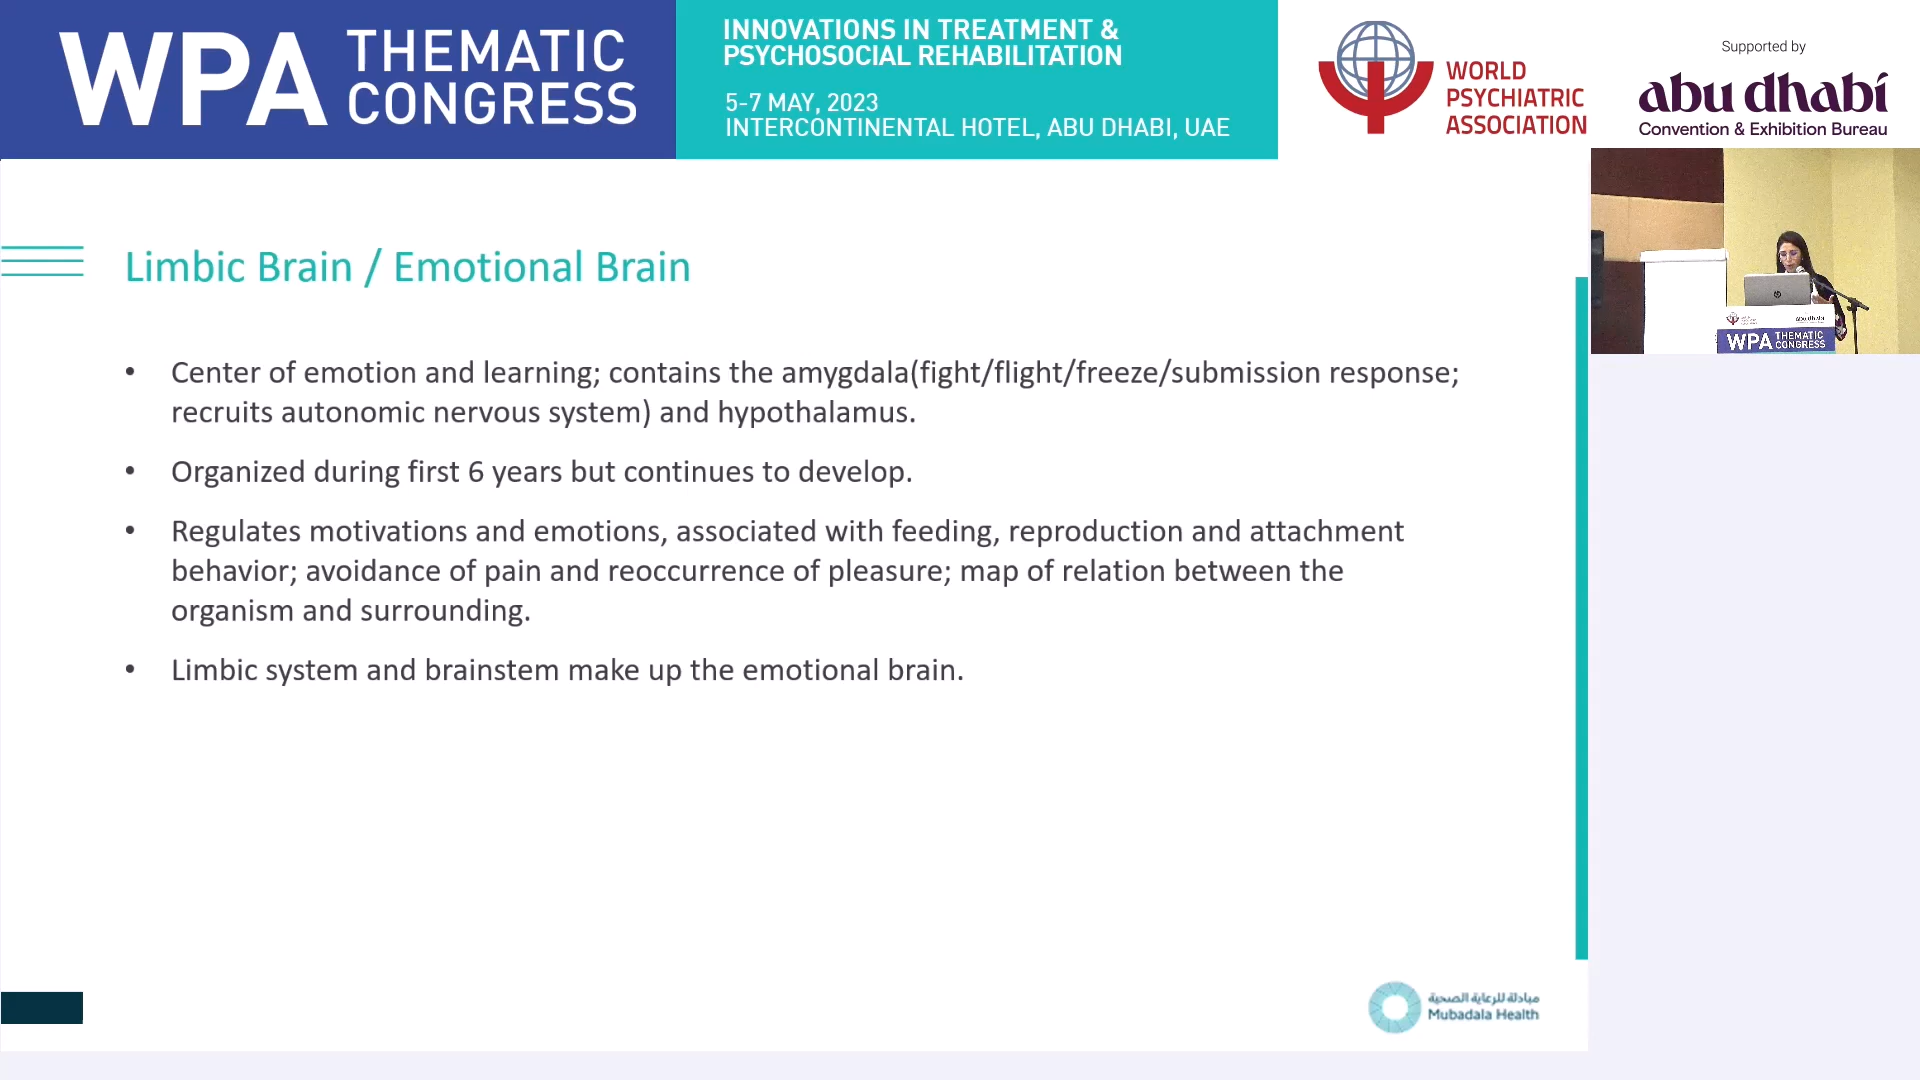 WPA THEMATIC
CONGRESS
INNOVATIONS IN TREATMENT &
PSYCHOSOCIAL REHABILITATION
5-7 MAY, 2023
INTERCONTINENTAL HOTEL, ABU DHABI, UAE
WORLD
PSYCHIATRIC
ASSOCIATION
Supported by
abu dhabi
Convention & Exhibition Bureau
Limbic Brain / Emotional Brain
• Center of emotion and learning; contains the amygdala(fight/flight/freeze/submission response;
recruits autonomic nervous system) and hypothalamus.
• Organized during first 6 years but continues to develop.
• Regulates motivations and emotions, associated with feeding, reproduction and attachment
behavior; avoidance of pain and reoccurrence of pleasure; map of relation between the
organism and surrounding.
• Limbic system and brainstem make up the emotional brain.
abu dhabi
WPA THEMATIC
CONGRESS
مبادلة للرعاية الصحية
Mubadala Health